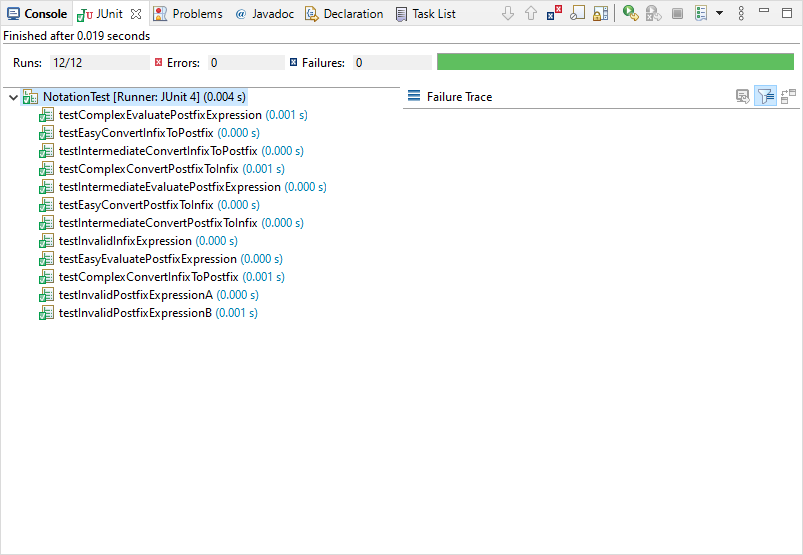 Console JUnit Problems @ Javadoc Declaration Task List
Finished after 0.019 seconds
Runs: 12/12 Errors: 0 Failures: 0
NotationTest [Runner: JUnit 4] (0.004 s)
Failure Trace
testComplexEvaluatePostfixExpression (0.001 s)
testEasyConvertInfixToPostfix (0.000 s)
testIntermediateConvertInfixToPostfix (0.000 s)
testComplexConvertPostfixToInfix (0.001 s)
testIntermediateEvaluatePostfixExpression (0.000 s)
testEasyConvertPostfixToInfix (0.000 s)
testIntermediateConvertPostfixToInfix (0.000 s)
testInvalidInfixExpression (0.000 s)
testEasyEvaluatePostfixExpression (0.000 s)
testComplexConvertInfixToPostfix (0.001 s)
testInvalidPostfixExpressionA (0.000 s)
testInvalidPostfixExpressionB (0.001 s)